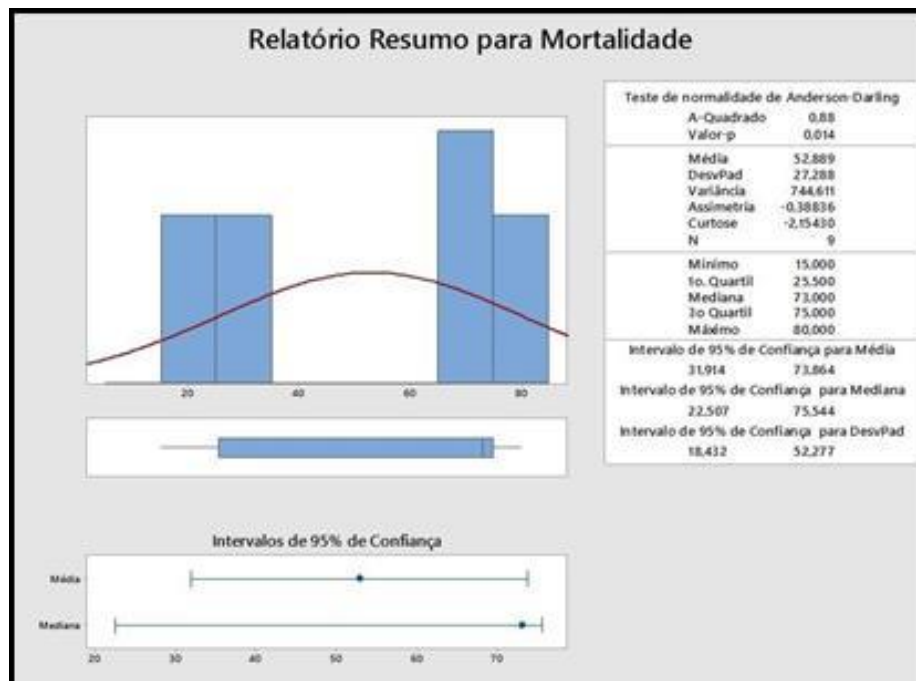 Relatório Resumo para Mortalidade
Teste de normalidade de Anderson-Darling
A-Quadrado 0,88
Valor-p 0,014
Média 52,889
DesvPad 27,288
Variância 744,611
Assimetria -0,38836
Curtose -2,15430
N 9
Mínimo 15,000
1o. Quartil 25,500
Mediana 73,000
3o Quartil 75,000
Máximo 80,000
Intervalo de 95% de Confiança para Média
31,914 73,864
Intervalo de 95% de Confiança para Mediana
22,507 75,544
Intervalo de 95% de Confiança para DesvPad
18,432 52,277
20 40 60 80
Intervalos de 95% de Confiança
Média
Mediana
20 30 40 50 60 70